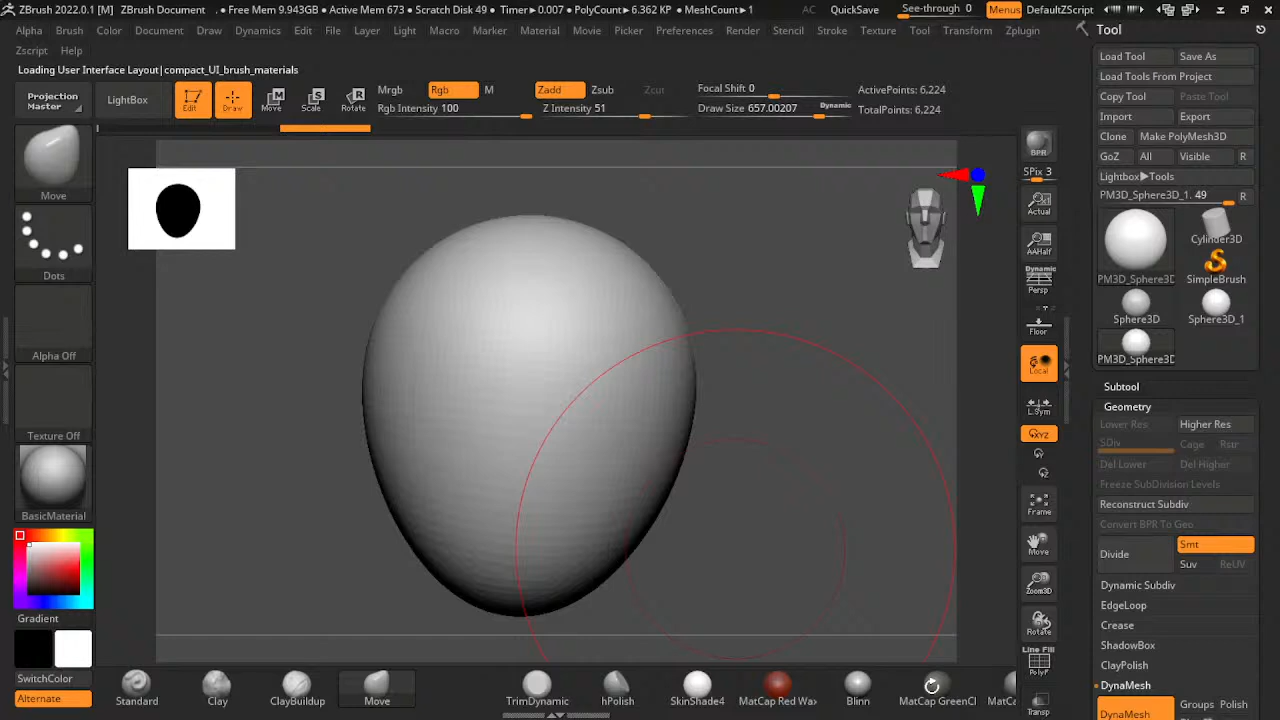 ZBrush 2022.0.1 [M] ZBrush Document . • Free Mem 9.943GB • Active Mem 673 • Scratch Disk 49 • Timer▶0.007 • PolyCount▶6.362 KP • MeshCount▶1 AC QuickSave See-through 0 Menus DefaultZScript
Alpha Brush Color Document Draw Dynamics Edit File Layer Light Macro Marker Material Movie Picker Preferences Render Stencil Stroke Texture Tool Transform Zplugin
Zscript Help
Loading User Interface Layout| compact_UI_brush_materials
Projection Master
LightBox
Edit
Draw
Move
Scale
Rotate
Mrgb Rgb M
Rgb Intensity 100
Zadd Zsub Zcut
Z Intensity 51
Focal Shift 0
Draw Size 657.00207 Dynamic
ActivePoints: 6,224
TotalPoints: 6,224
Move
Dots
Alpha Off
Texture Off
BasicMaterial
Gradient
SwitchColor
Alternate
BPR
SPix 3
Actual
AAHalf
Dynamic
Persp
Floor
Local
L.Sym
XYZ
Frame
Move
Zoom3D
Rotate
Line Fill
PolyF
Transp
Tool
Load Tool Save As
Load Tools From Project
Copy Tool Paste Tool
Import Export
Clone Make PolyMesh3D
GoZ All Visible R
Lightbox▶Tools
PM3D_Sphere3D_1. 49 R
PM3D_Sphere3D
Cylinder3D
SimpleBrush
Sphere3D
Sphere3D_1
PM3D_Sphere3D
Subtool
Geometry
Lower Res Higher Res
SDiv Cage Rstr
Del Lower Del Higher
Freeze SubDivision Levels
Reconstruct Subdiv
Convert BPR To Geo
Divide Smt
Suv ReUV
Dynamic Subdiv
EdgeLoop
Crease
ShadowBox
ClayPolish
DynaMesh
DynaMesh Groups Polish
Standard
Clay
ClayBuildup
Move
TrimDynamic
hPolish
SkinShade4
MatCap Red Wax
Blinn
MatCap GreenCl
MatC